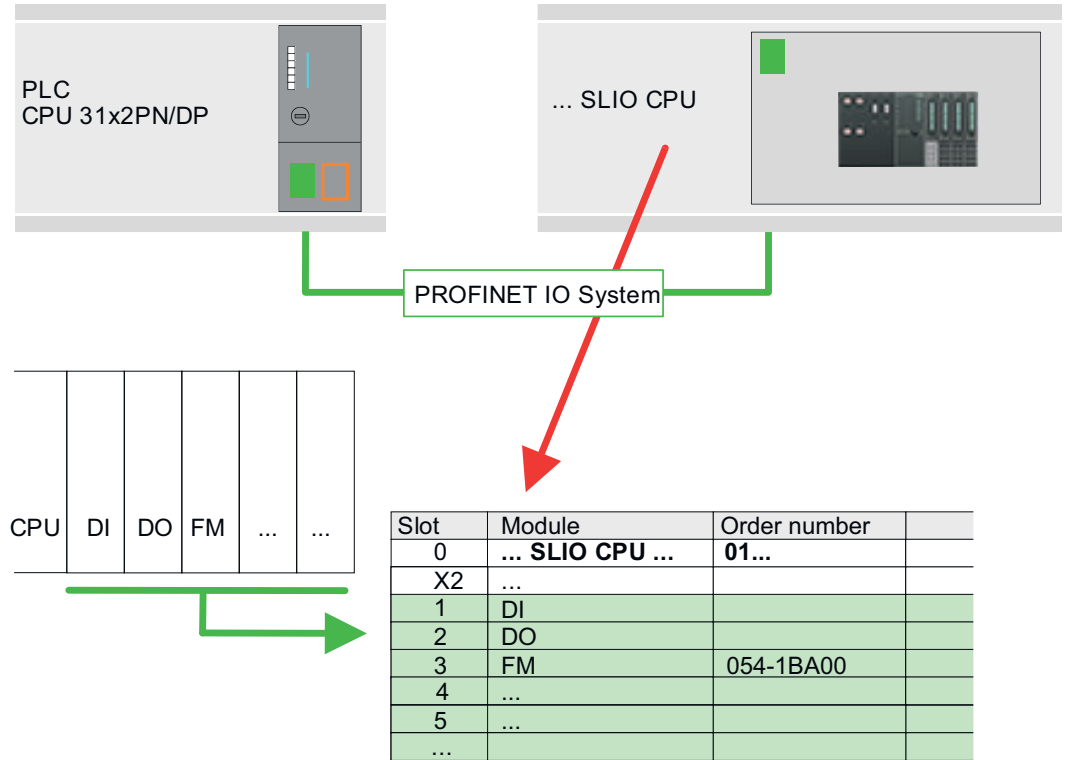 PLC
CPU 31x2PN/DP
... SLIO CPU
PROFINET IO System
CPU DI DO FM ... ...
Slot Module Order number
0 ... SLIO CPU ... 01...
X2 ...
1 DI
2 DO
3 FM 054-1BA00
4 ...
5 ...
...